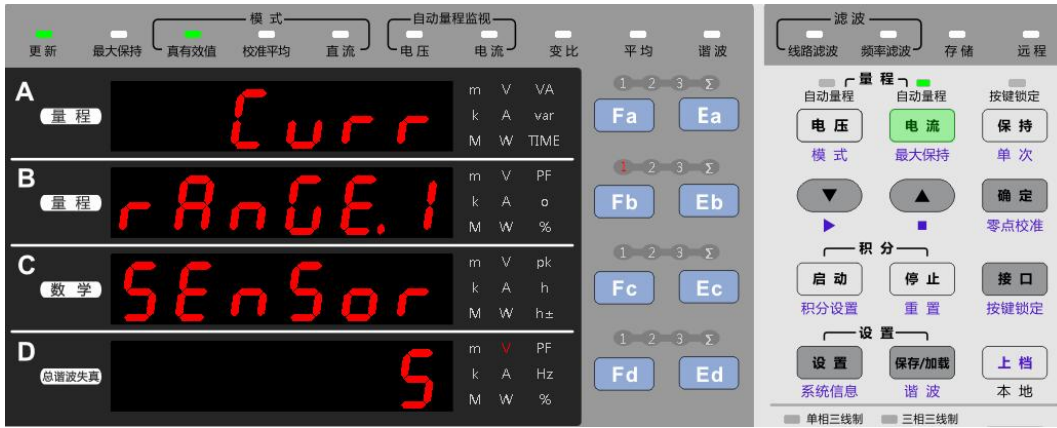 模 式 自动量程监视 滤 波
更 新 最大保持 真有效值 校准平均 直 流 电 压 电 流 变 比 平 均 谐 波 线路滤波 频率滤波 存 储 远 程
量 程
自动量程 自动量程 按键锁定
A 量 程 Curr m V VA 1 2 3 Σ
k A var Fa Ea 电 压 电 流 保 持
M W TIME
模 式 最大保持 单 次
B 量 程 rAnGE.1 m V PF 1 2 3 Σ
k A o Fb Eb ▼ ▲ 确 定
M W %
▶ ■ 零点校准
积 分
C 数 学 SEnSor m V pk 1 2 3 Σ
k A h Fc Ec 启 动 停 止 接 口
M W h±
积分设置 重 置 按键锁定
设 置
D 总谐波失真 5 m V PF 1 2 3 Σ
k A Hz Fd Ed 设 置 保存/加载 上 档
M W %
系统信息 谐 波 本 地
单相三线制 三相三线制